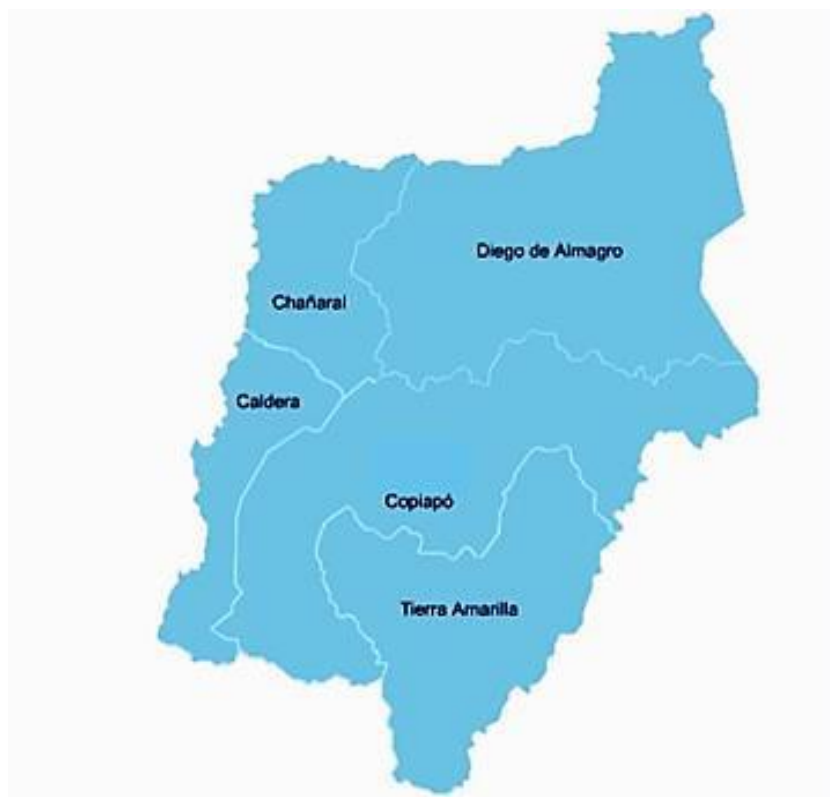 Diego de Almagro
Chañaral
Caldera
Copiapó
Tierra Amarilla